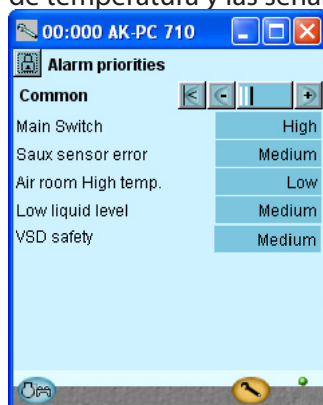 de temperatura y las seña
00:000 AK-PC 710
Alarm priorities
Common
Main Switch High
Saux sensor error Medium
Air room High temp. Low
Low liquid level Medium
VSD safety Medium